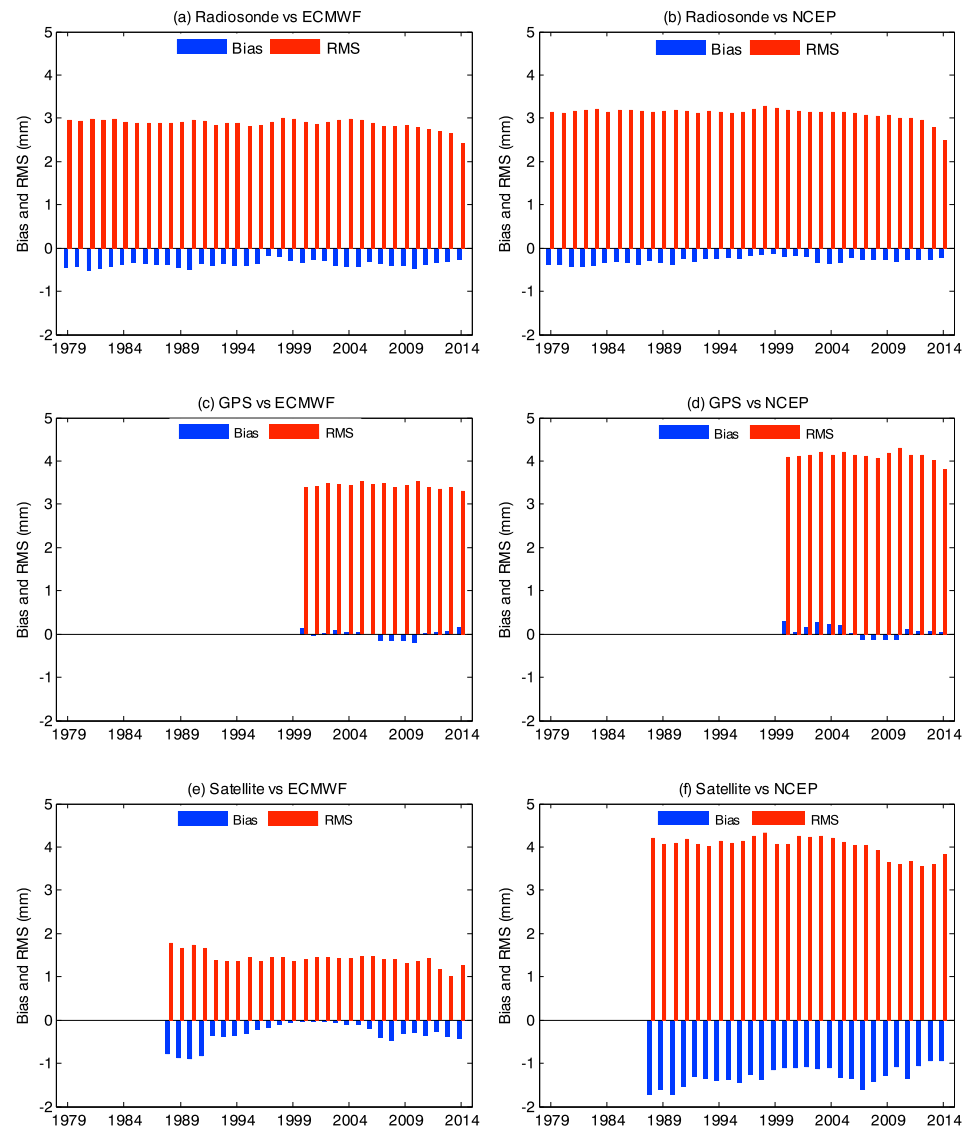 (a) Radiosonde vs ECMWF
Bias RMS
Bias and RMS (mm)
5
4
3
2
1
0
-1
-2
1979 1984 1989 1994 1999 2004 2009 2014
(b) Radiosonde vs NCEP
Bias RMS
Bias and RMS (mm)
5
4
3
2
1
0
-1
-2
1979 1984 1989 1994 1999 2004 2009 2014
(c) GPS vs ECMWF
Bias RMS
Bias and RMS (mm)
5
4
3
2
1
0
-1
-2
1979 1984 1989 1994 1999 2004 2009 2014
(d) GPS vs NCEP
Bias RMS
Bias and RMS (mm)
5
4
3
2
1
0
-1
-2
1979 1984 1989 1994 1999 2004 2009 2014
(e) Satellite vs ECMWF
Bias RMS
Bias and RMS (mm)
5
4
3
2
1
0
-1
-2
1979 1984 1989 1994 1999 2004 2009 2014
(f) Satellite vs NCEP
Bias RMS
Bias and RMS (mm)
5
4
3
2
1
0
-1
-2
1979 1984 1989 1994 1999 2004 2009 2014